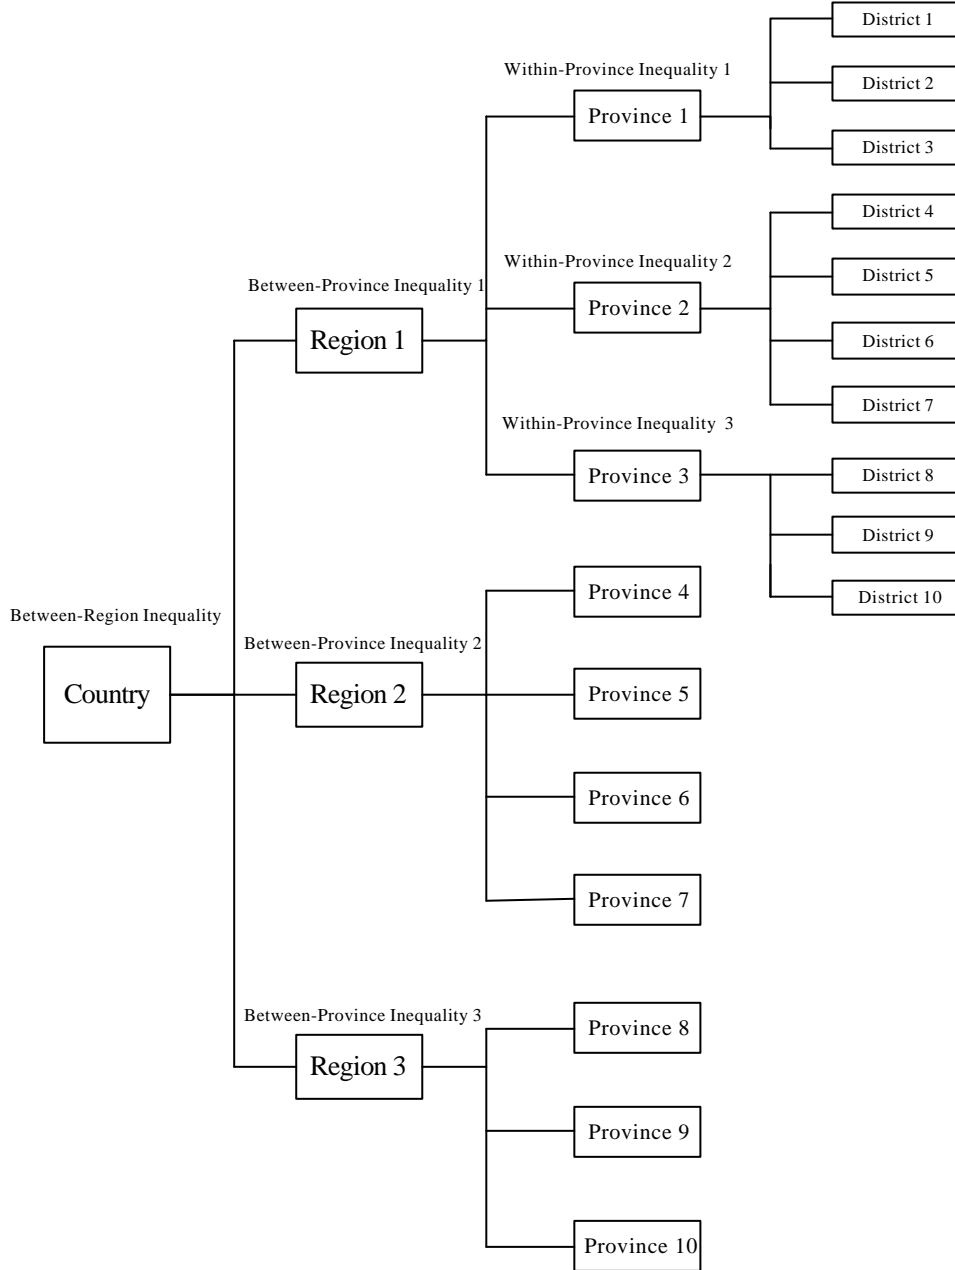 District 1
Within-Province Inequality 1
District 2
Province 1
District 3
District 4
Within-Province Inequality 2
District 5
Between-Province Inequality 1
Province 2
Region 1
District 6
District 7
Within-Province Inequality 3
Province 3
District 8
District 9
Province 4
District 10
Between-Region Inequality
Between-Province Inequality 2
Country
Region 2
Province 5
Province 6
Province 7
Between-Province Inequality 3
Province 8
Region 3
Province 9
Province 10